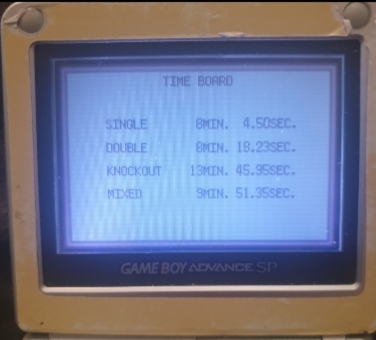 TIME BOARD
SINGLE 8MIN. 4.50SEC.
DOUBLE 8MIN. 18.23SEC.
KNOCKOUT 13MIN. 45.95SEC.
MIXED 9MIN. 51.35SEC.
GAME BOY ADVANCE SP